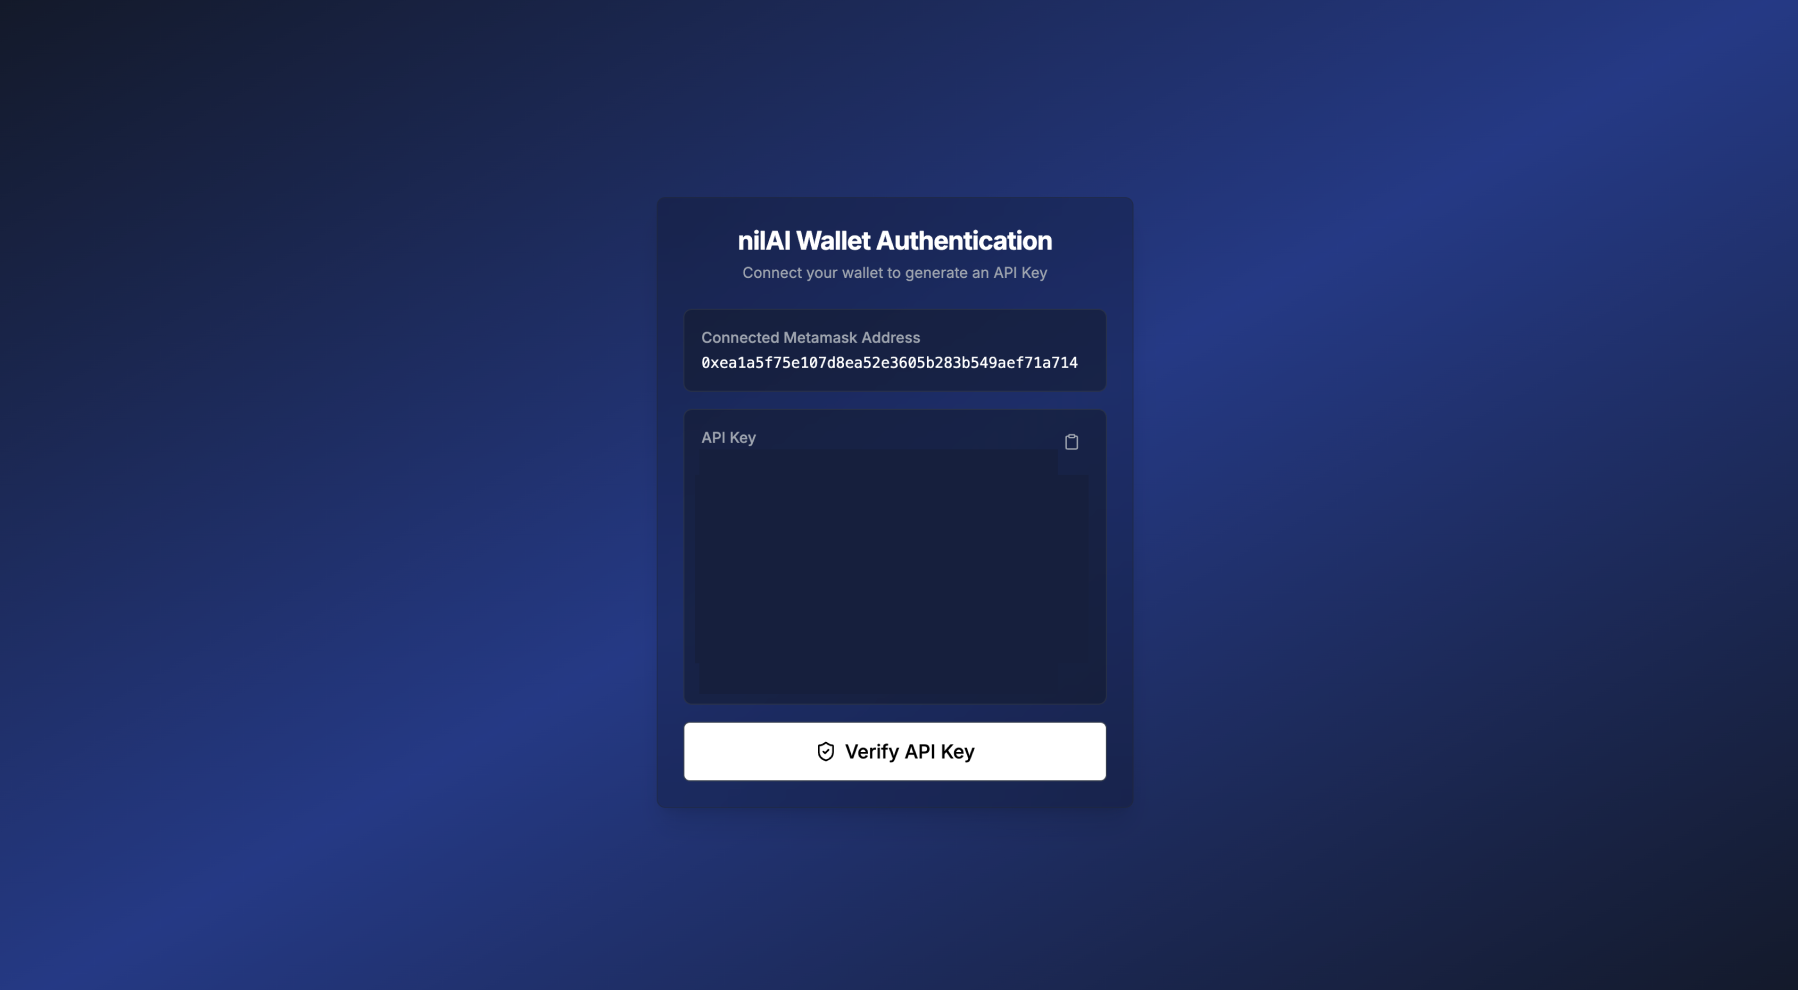 nilAI Wallet Authentication
Connect your wallet to generate an API Key
Connected Metamask Address
0xea1a5f75e107d8ea52e3605b283b549aef71a714
API Key
Verify API Key